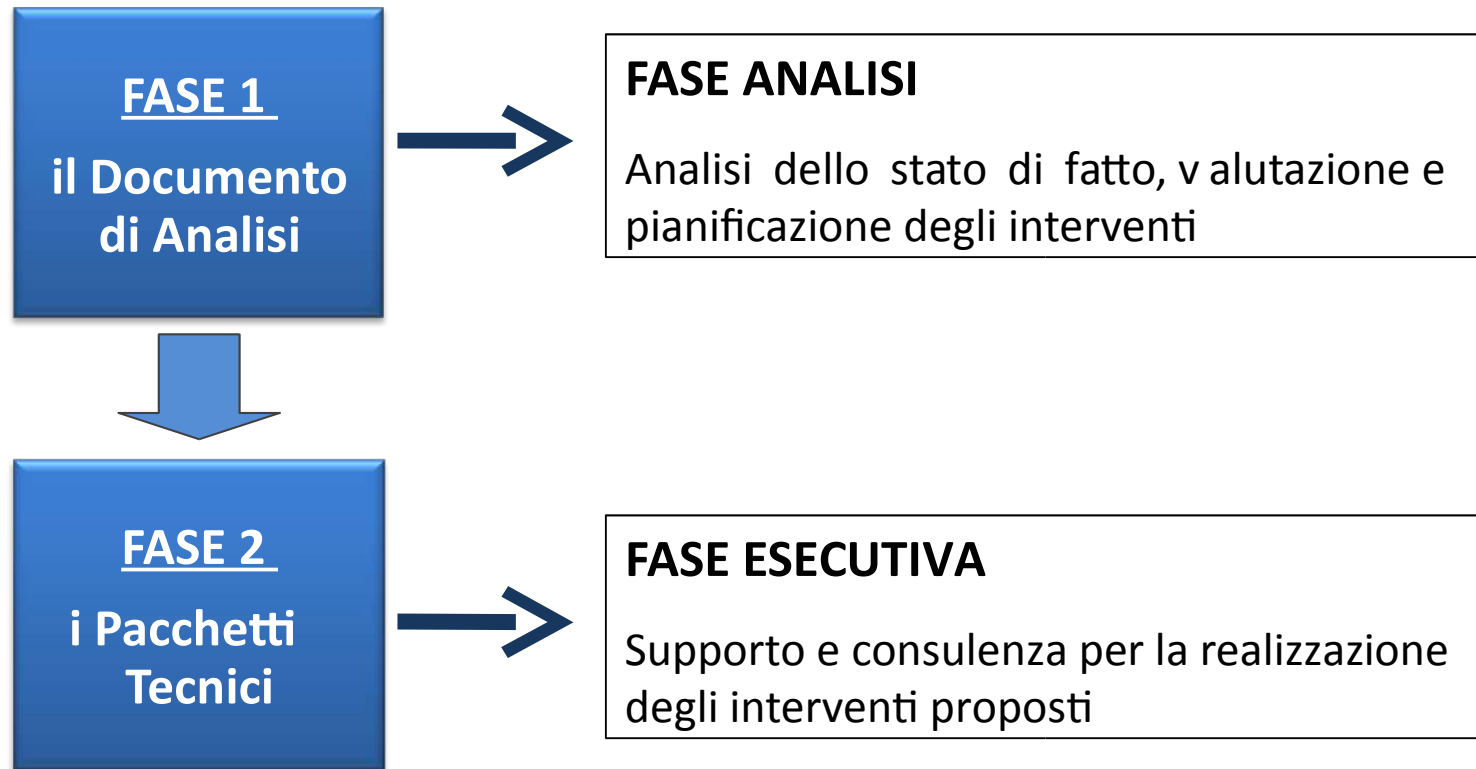 FASE 1
il Documento
di Analisi
FASE ANALISI
Analisi dello stato di fatto, v alutazione e
pianificazione degli interventi
FASE 2
i Pacchetti
Tecnici
FASE ESECUTIVA
Supporto e consulenza per la realizzazione
degli interventi proposti